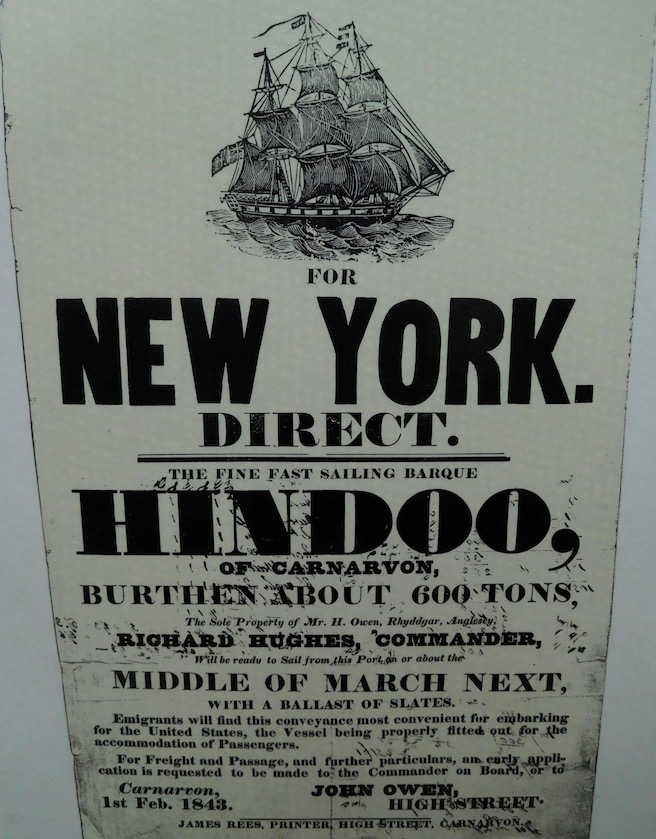 FOR
NEW YORK.
DIRECT.
THE FINE FAST SAILING BARQUE
HINDOO,
OF CARNARVON,
BURTHEN ABOUT 600 TONS,
The Sole Property of Mr. H. Owen, Rhyddgar, Anglesey,
RICHARD HUGHES, COMMANDER,
Will be ready to Sail from this Port on or about the
MIDDLE OF MARCH NEXT,
WITH A BALLAST OF SLATES.
Emigrants will find this conveyance most convenient for embarking
for the United States, the Vessel being properly fitted out for the
accommodation of Passengers.
For Freight and Passage, and further particulars, an early appli-
cation is requested to be made to the Commander on Board, or to
Carnarvon, JOHN OWEN,
1st Feb. 1843. HIGH STREET.
JAMES REES, PRINTER, HIGH STREET, CARNARVON.